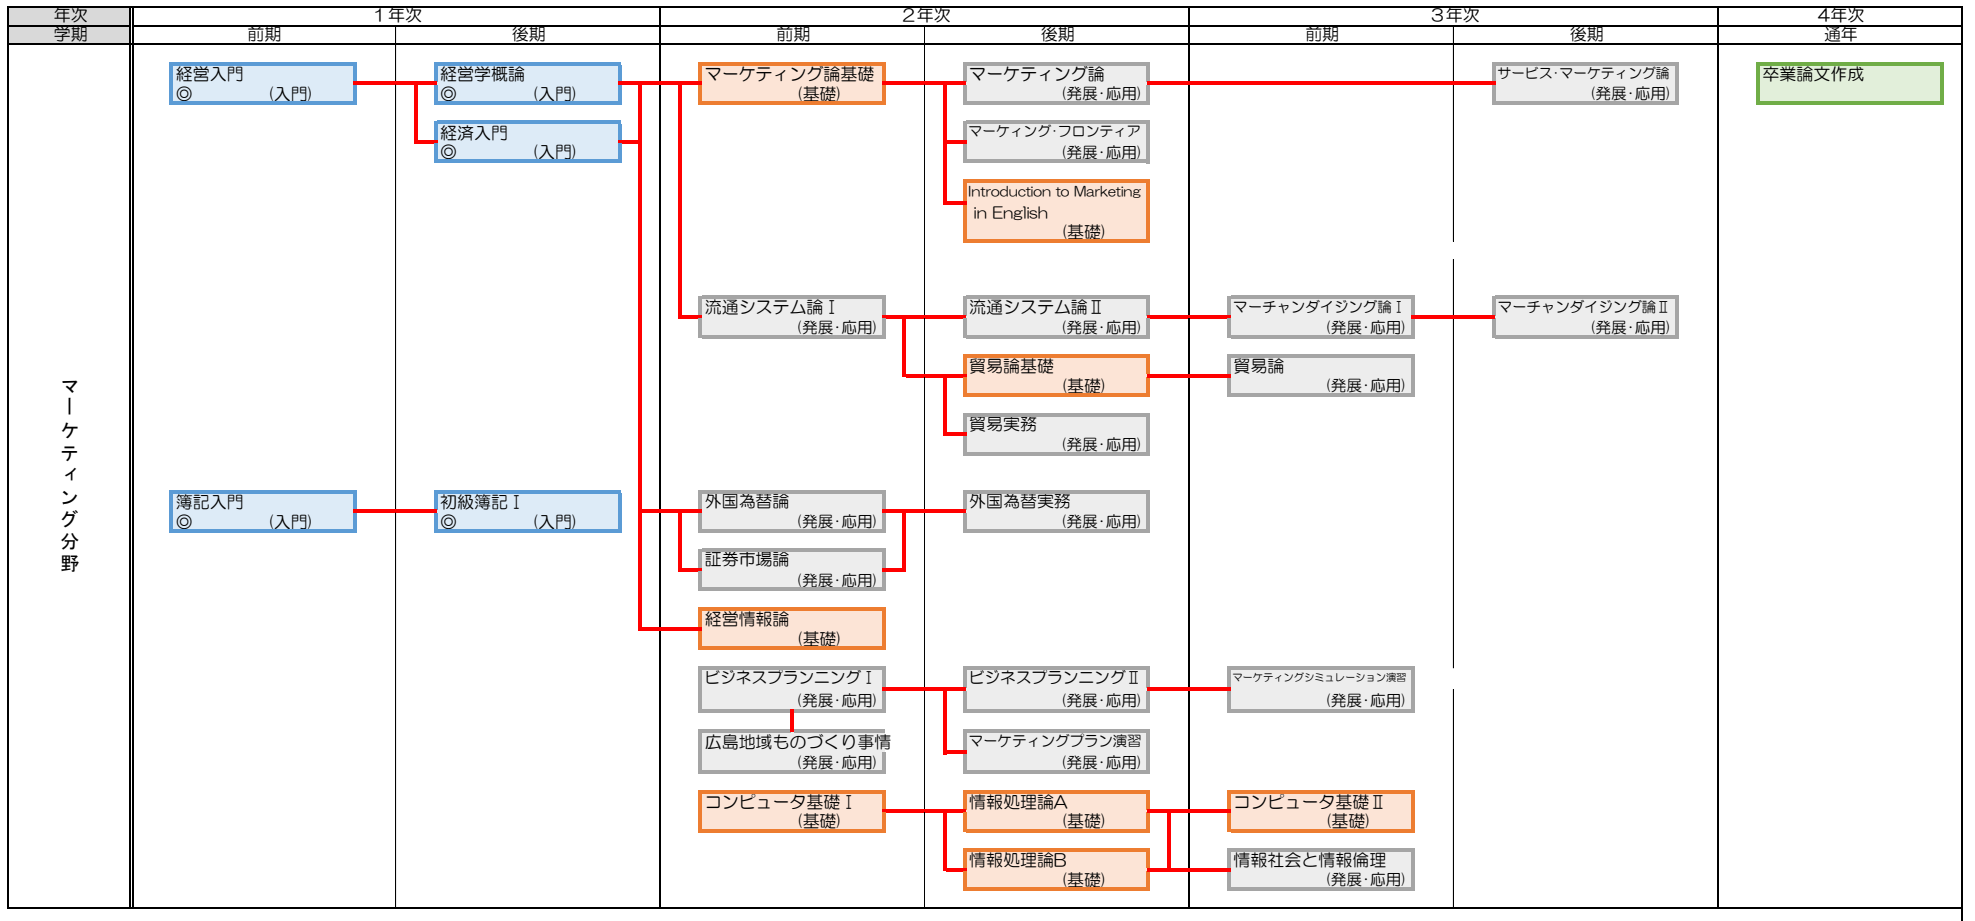 年次
1年次
2年次
3年次
4年次
学期
前期
後期
前期
後期
前期
後期
通年
マーケティング分野
経営入門
◎ (入門)
経営学概論
◎ (入門)
マーケティング論基礎
(基礎)
マーケティング論
(発展・応用)
サービス・マーケティング論
(発展・応用)
卒業論文作成
経済入門
◎ (入門)
マーケィング・フロンティア
(発展・応用)
Introduction to Marketing
in English
(基礎)
流通システム論Ⅰ
(発展・応用)
流通システム論Ⅱ
(発展・応用)
マーチャンダイジング論Ⅰ
(発展・応用)
マーチャンダイジング論Ⅱ
(発展・応用)
貿易論基礎
(基礎)
貿易論
(発展・応用)
貿易実務
(発展・応用)
簿記入門
◎ (入門)
初級簿記Ⅰ
◎ (入門)
外国為替論
(発展・応用)
外国為替実務
(発展・応用)
証券市場論
(発展・応用)
経営情報論
(基礎)
ビジネスプランニングⅠ
(発展・応用)
ビジネスプランニングⅡ
(発展・応用)
マーケティングシミュレーション演習
(発展・応用)
広島地域ものづくり事情
(発展・応用)
マーケティングプラン演習
(発展・応用)
コンピュータ基礎Ⅰ
(基礎)
情報処理論A
(基礎)
コンピュータ基礎Ⅱ
(基礎)
情報処理論B
(基礎)
情報社会と情報倫理
(発展・応用)